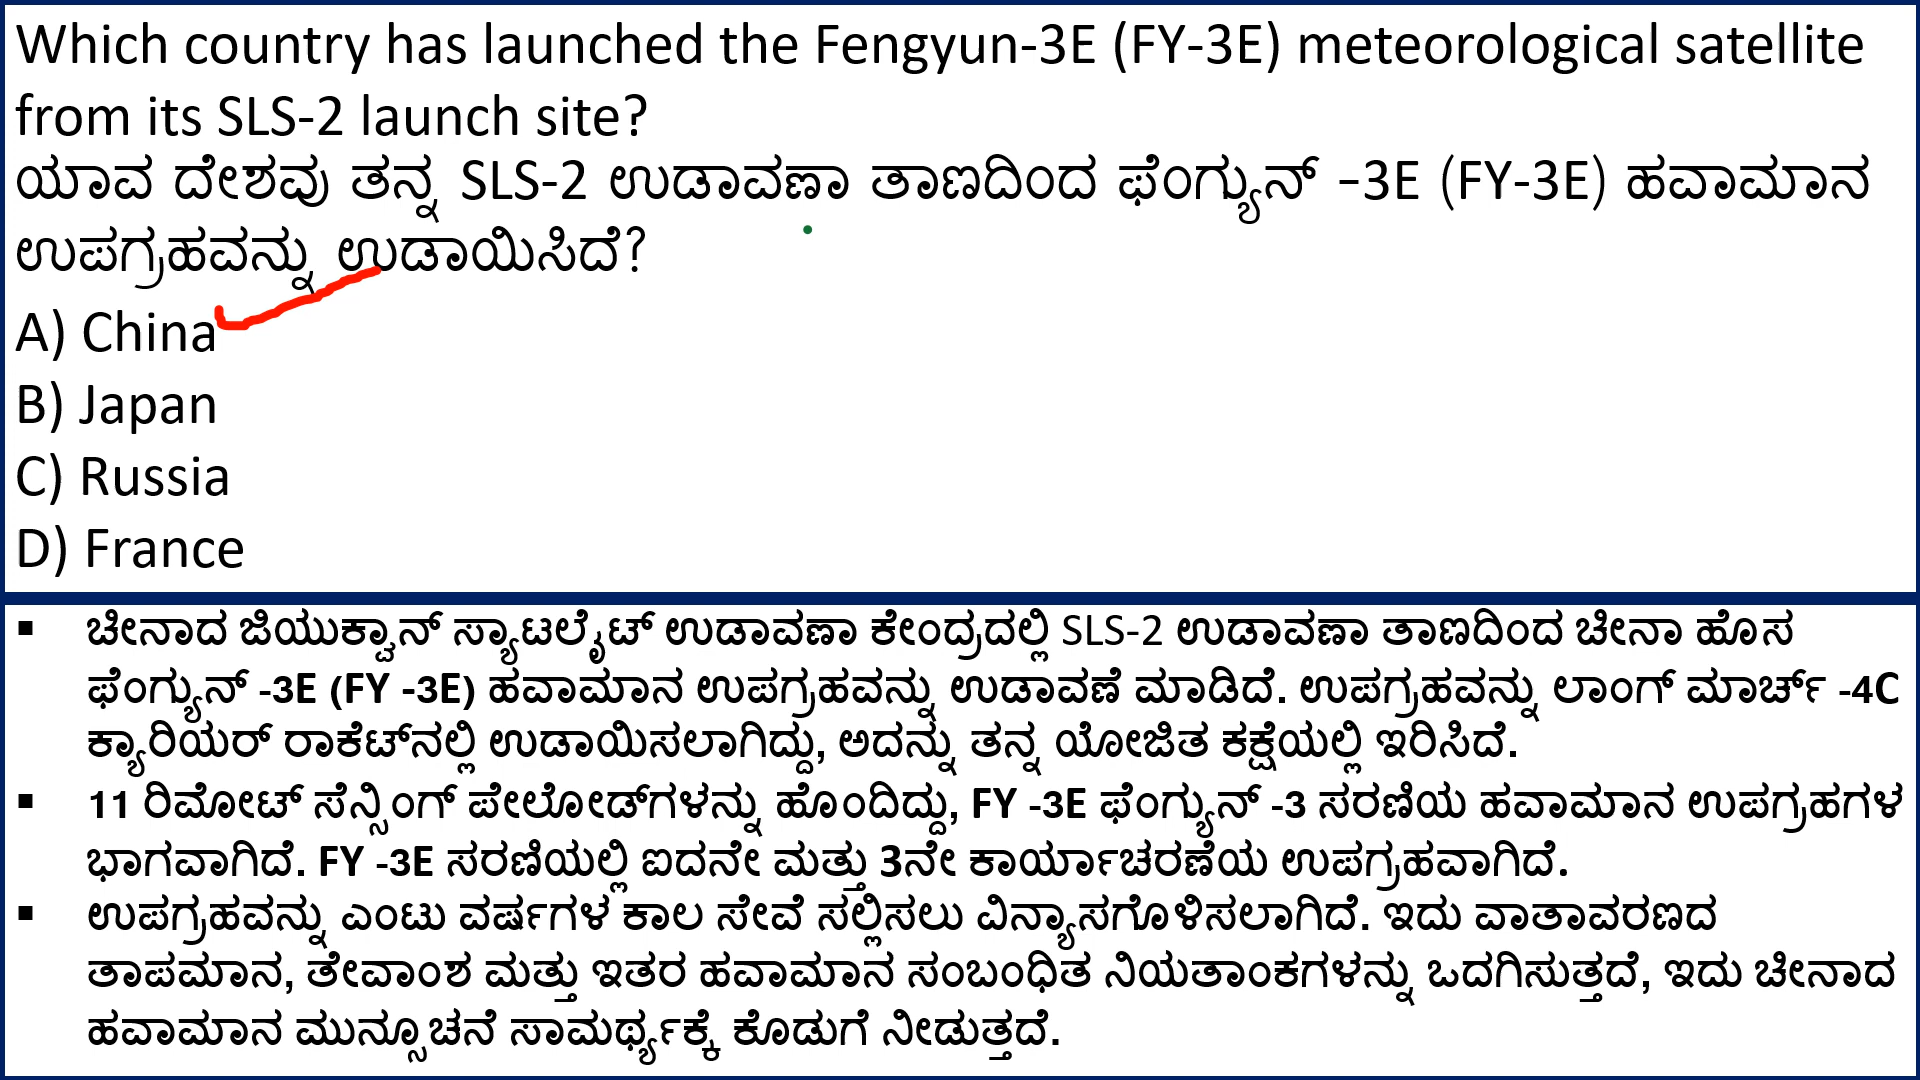 Which country has launched the Fengyun-3E (FY-3E) meteorological satellite
from its SLS-2 launch site?
ಯಾವ ದೇಶವು ತನ್ನ SLS-2 ಉಡಾವಣಾ ತಾಣದಿಂದ ಫೆಂಗ್ಯುನ್ -3E (FY-3E) ಹವಾಮಾನ
ಉಪಗ್ರಹವನ್ನು ಉಡಾಯಿಸಿದೆ?
A) China
B) Japan
C) Russia
D) France
▪ ಚೀನಾದ ಜಿಯುಕ್ವಾನ್ ಸ್ಯಾಟಲೈಟ್ ಉಡಾವಣಾ ಕೇಂದ್ರದಲ್ಲಿ SLS-2 ಉಡಾವಣಾ ತಾಣದಿಂದ ಚೀನಾ ಹೊಸ
ಫೆಂಗ್ಯುನ್ -3E (FY -3E) ಹವಾಮಾನ ಉಪಗ್ರಹವನ್ನು ಉಡಾವಣೆ ಮಾಡಿದೆ. ಉಪಗ್ರಹವನ್ನು ಲಾಂಗ್ ಮಾರ್ಚ್ -4C
ಕ್ಯಾರಿಯರ್ ರಾಕೆಟ್‌ನಲ್ಲಿ ಉಡಾಯಿಸಲಾಗಿದ್ದು, ಅದನ್ನು ತನ್ನ ಯೋಜಿತ ಕಕ್ಷೆಯಲ್ಲಿ ಇರಿಸಿದೆ.
▪ 11 ರಿಮೋಟ್ ಸೆನ್ಸಿಂಗ್ ಪೇಲೋಡ್‌ಗಳನ್ನು ಹೊಂದಿದ್ದು, FY -3E ಫೆಂಗ್ಯುನ್ -3 ಸರಣಿಯ ಹವಾಮಾನ ಉಪಗ್ರಹಗಳ
ಭಾಗವಾಗಿದೆ. FY -3E ಸರಣಿಯಲ್ಲಿ ಐದನೇ ಮತ್ತು 3ನೇ ಕಾರ್ಯಾಚರಣೆಯ ಉಪಗ್ರಹವಾಗಿದೆ.
▪ ಉಪಗ್ರಹವನ್ನು ಎಂಟು ವರ್ಷಗಳ ಕಾಲ ಸೇವೆ ಸಲ್ಲಿಸಲು ವಿನ್ಯಾಸಗೊಳಿಸಲಾಗಿದೆ. ಇದು ವಾತಾವರಣದ
ತಾಪಮಾನ, ತೇವಾಂಶ ಮತ್ತು ಇತರ ಹವಾಮಾನ ಸಂಬಂಧಿತ ನಿಯತಾಂಕಗಳನ್ನು ಒದಗಿಸುತ್ತದೆ, ಇದು ಚೀನಾದ
ಹವಾಮಾನ ಮುನ್ಸೂಚನೆ ಸಾಮರ್ಥ್ಯಕ್ಕೆ ಕೊಡುಗೆ ನೀಡುತ್ತದೆ.